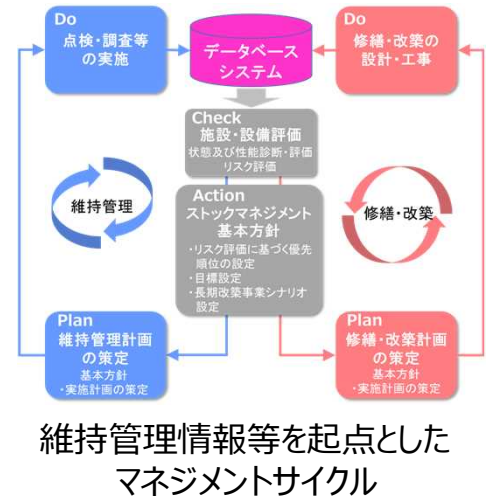 Do
点検・調査等
の実施
データベース
システム
Do
修繕・改築の
設計・工事
Check
施設・設備評価
状態及び性能診断・評価
リスク評価
維持管理
Action
ストックマネジメント
基本方針
・リスク評価に基づく優先
順位の設定
・目標設定
・長期改築事業シナリオ
設定
修繕・改築
Plan
維持管理計画
の策定
基本方針
・実施計画の策定
Plan
修繕・改築計画
の策定
基本方針
・実施計画の策定
維持管理情報等を起点とした
マネジメントサイクル